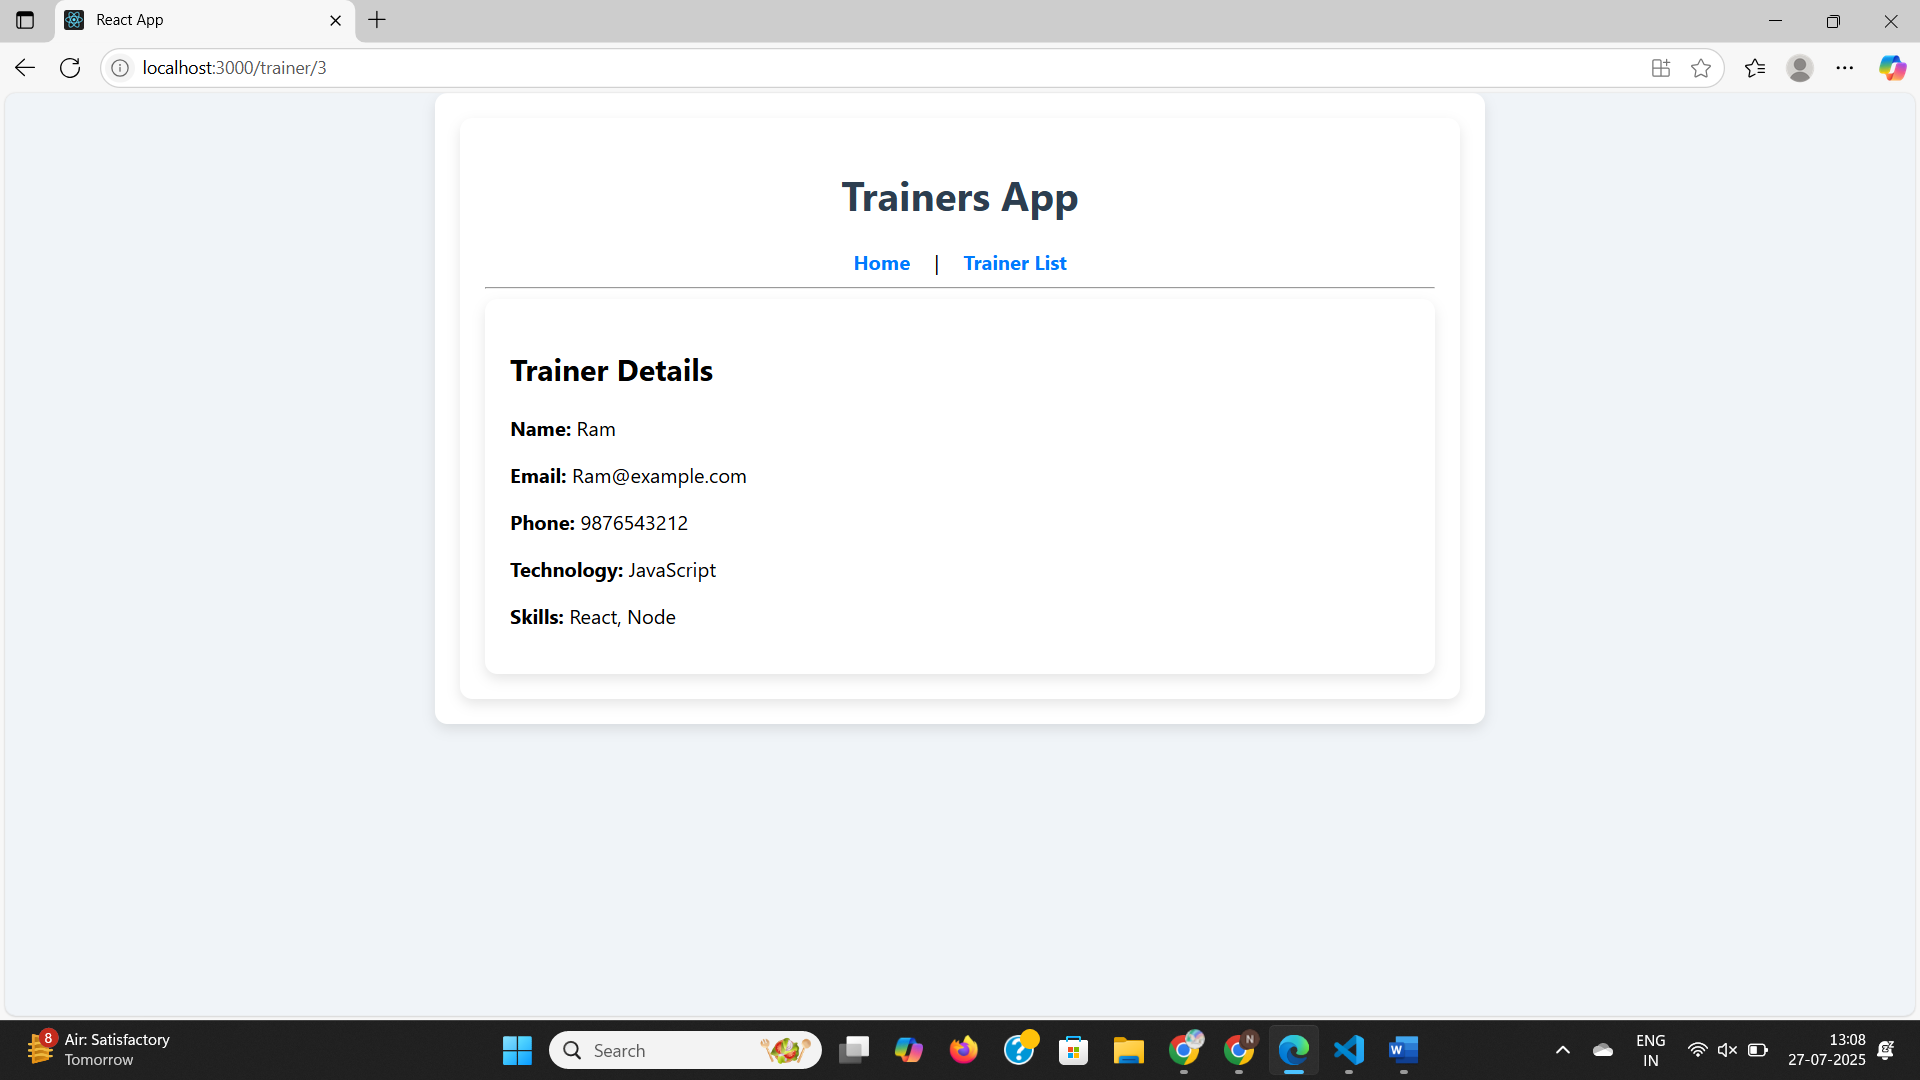 React App
localhost:3000/trainer/3
Trainers App
Home | Trainer List
Trainer Details
Name: Ram
Email: Ram@example.com
Phone: 9876543212
Technology: JavaScript
Skills: React, Node
8
Air: Satisfactory
Tomorrow
Search
N
W
ENG
IN
13:08
27-07-2025